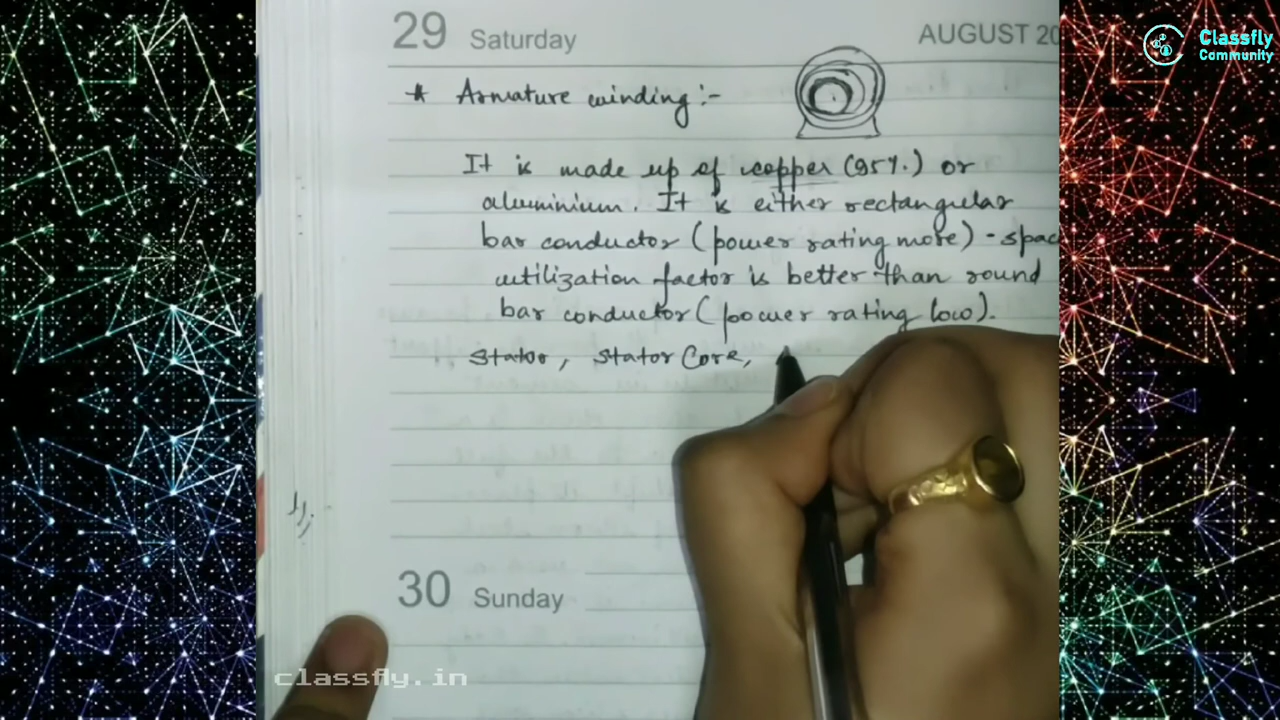 29 Saturday
AUGUST 20
Classfly
Community
* Armature winding :-
It is made up of copper (95%.) or
aluminium. It is either rectangular
bar conductor (power rating more) - spac
utilization factor is better than round
bar conductor (power rating low).
stator, stator Core,
30 Sunday
classfly.in